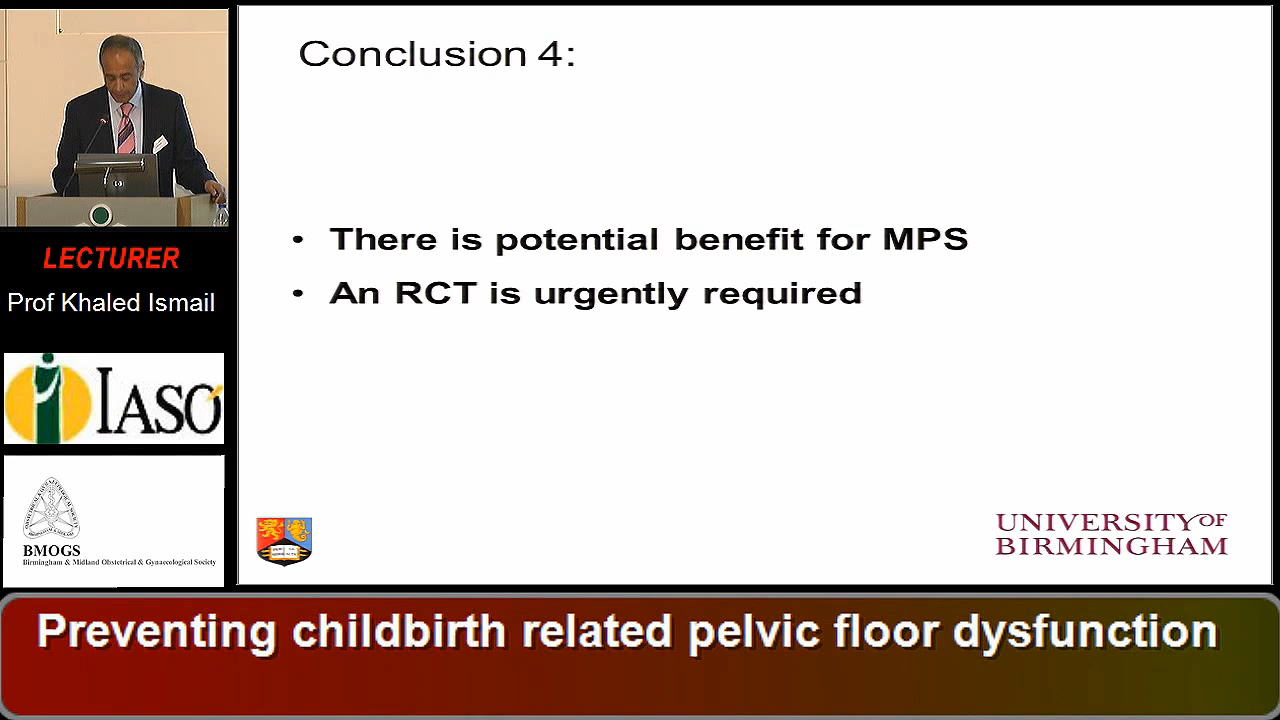 Conclusion 4:
• There is potential benefit for MPS
• An RCT is urgently required
LECTURER
Prof Khaled Ismail
IASO
BMOGS
Birmingham & Midland Obstetrical & Gynaecological Society
UNIVERSITY OF
BIRMINGHAM
Preventing childbirth related pelvic floor dysfunction